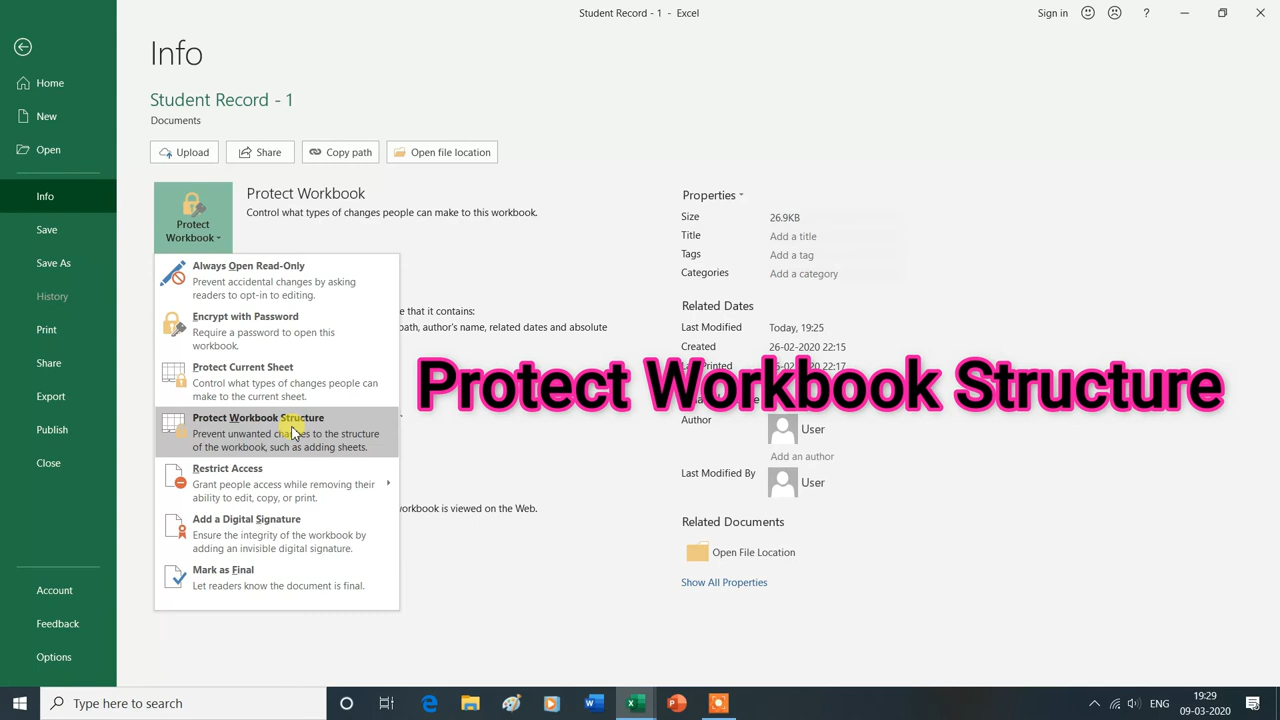 Student Record - 1 - Excel
Sign in
?
Info
Home
New
Open
Info
Save
Save As
History
Print
Share
Export
Publish
Close
Account
Feedback
Options
Student Record - 1
Documents
Upload
Share
Copy path
Open file location
Protect
Workbook
Protect Workbook
Control what types of changes people can make to this workbook.
Always Open Read-Only
Prevent accidental changes by asking
readers to opt-in to editing.
Encrypt with Password
Require a password to open this
workbook.
Protect Current Sheet
Control what types of changes people can
make to the current sheet.
Protect Workbook Structure
Prevent unwanted changes to the structure
of the workbook, such as adding sheets.
Restrict Access
Grant people access while removing their
ability to edit, copy, or print.
Add a Digital Signature
Ensure the integrity of the workbook by
adding an invisible digital signature.
Mark as Final
Let readers know the document is final.
e that it contains:
path, author's name, related dates and absolute
workbook is viewed on the Web.
Protect Workbook Structure
Properties
Size 26.9KB
Title Add a title
Tags Add a tag
Categories Add a category
Related Dates
Last Modified Today, 19:25
Created 26-02-2020 22:15
Last Printed 22:17
Author User
Add an author
Last Modified By User
Related Documents
Open File Location
Show All Properties
Type here to search
ENG
19:29
09-03-2020